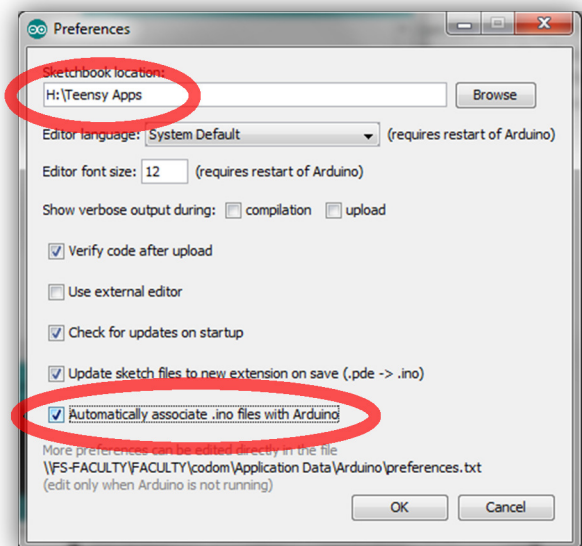 Preferences
Sketchbook location:
H:\Teensy Apps
Browse
Editor language: System Default (requires restart of Arduino)
Editor font size: 12 (requires restart of Arduino)
Show verbose output during: compilation upload
Verify code after upload
Use external editor
Check for updates on startup
Update sketch files to new extension on save (.pde -> .ino)
Automatically associate .ino files with Arduino
More preferences can be edited directly in the file
\\FS-FACULTY\FACULTY\codom\Application Data\Arduino\preferences.txt
(edit only when Arduino is not running)
OK Cancel